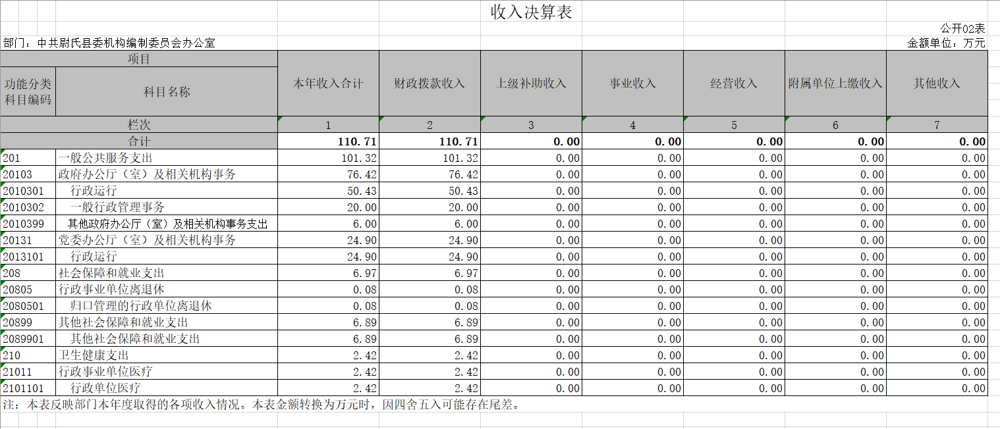 收入决算表
公开02表
部门：中共尉氏县委机构编制委员会办公室 金额单位：万元
项目 本年收入合计 财政拨款收入 上级补助收入 事业收入 经营收入 附属单位上缴收入 其他收入
功能分类科目编码 科目名称
栏次 1 2 3 4 5 6 7
合计 110.71 110.71 0.00 0.00 0.00 0.00 0.00
201 一般公共服务支出 101.32 101.32 0.00 0.00 0.00 0.00 0.00
20103 政府办公厅（室）及相关机构事务 76.42 76.42 0.00 0.00 0.00 0.00 0.00
2010301 行政运行 50.43 50.43 0.00 0.00 0.00 0.00 0.00
2010302 一般行政管理事务 20.00 20.00 0.00 0.00 0.00 0.00 0.00
2010399 其他政府办公厅（室）及相关机构事务支出 6.00 6.00 0.00 0.00 0.00 0.00 0.00
20131 党委办公厅（室）及相关机构事务 24.90 24.90 0.00 0.00 0.00 0.00 0.00
2013101 行政运行 24.90 24.90 0.00 0.00 0.00 0.00 0.00
208 社会保障和就业支出 6.97 6.97 0.00 0.00 0.00 0.00 0.00
20805 行政事业单位离退休 0.08 0.08 0.00 0.00 0.00 0.00 0.00
2080501 归口管理的行政单位离退休 0.08 0.08 0.00 0.00 0.00 0.00 0.00
20899 其他社会保障和就业支出 6.89 6.89 0.00 0.00 0.00 0.00 0.00
2089901 其他社会保障和就业支出 6.89 6.89 0.00 0.00 0.00 0.00 0.00
210 卫生健康支出 2.42 2.42 0.00 0.00 0.00 0.00 0.00
21011 行政事业单位医疗 2.42 2.42 0.00 0.00 0.00 0.00 0.00
2101101 行政单位医疗 2.42 2.42 0.00 0.00 0.00 0.00 0.00
注：本表反映部门本年度取得的各项收入情况。本表金额转换为万元时，因四舍五入可能存在尾差。